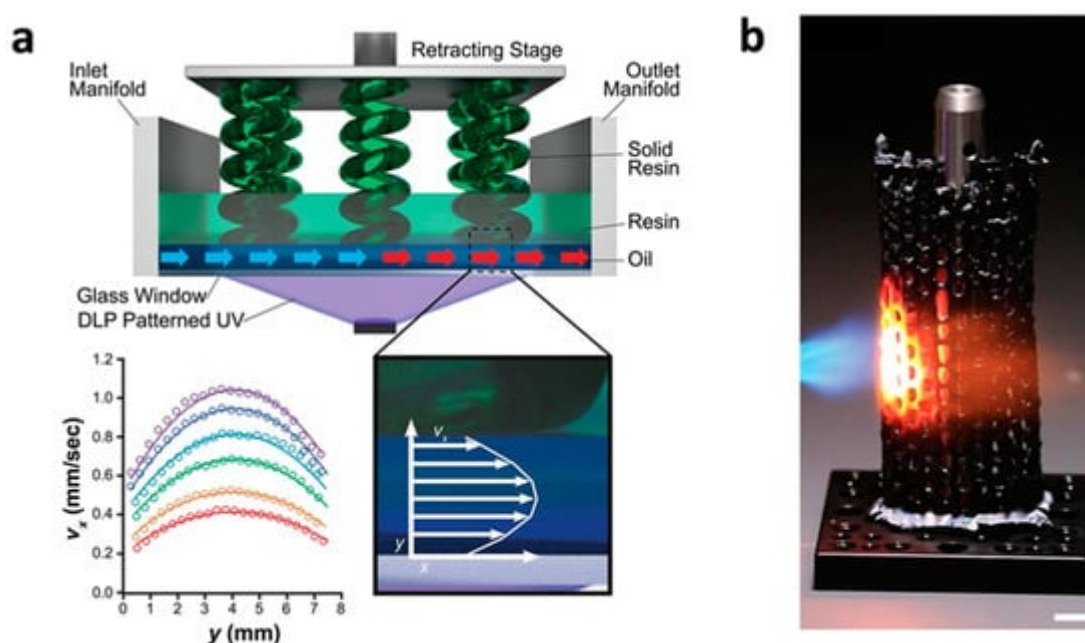 a
b
Retracting Stage
Inlet
Manifold
Outlet
Manifold
Solid
Resin
Resin
Oil
Glass Window
DLP Patterned UV
1.2
1.0
0.8
0.6
0.4
0.2
0.0
vₓ (mm/sec)
0 1 2 3 4 5 6 7 8
y (mm)
vₓ
y
x